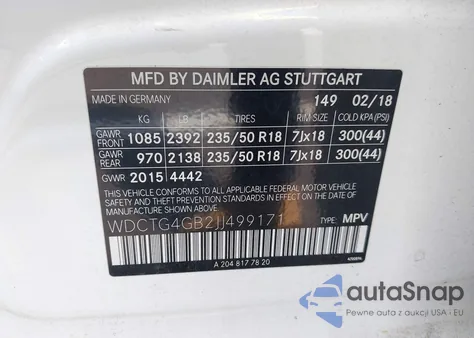 MFD BY DAIMLER AG STUTTGART
MADE IN GERMANY 149 02/18
KG LB TIRES RIM SIZE COLD KPA (PSI)
GAWR FRONT 1085 2392 235/50 R18 7Jx18 300(44)
GAWR REAR 970 2138 235/50 R18 7Jx18 300(44)
GVWR 2015 4442
THIS VEHICLE CONFORMS TO ALL APPLICABLE FEDERAL MOTOR VEHICLE
SAFETY AND THEFT PREVENTION STANDARDS IN EFFECT ON THE DATE
OF MANUFACTURE SHOWN ABOVE.
WDCTG4GB2JJ499171 TYPE: MPV
A 204 817 78 20
autoSnap
Pewne auta z aukcji USA i EU